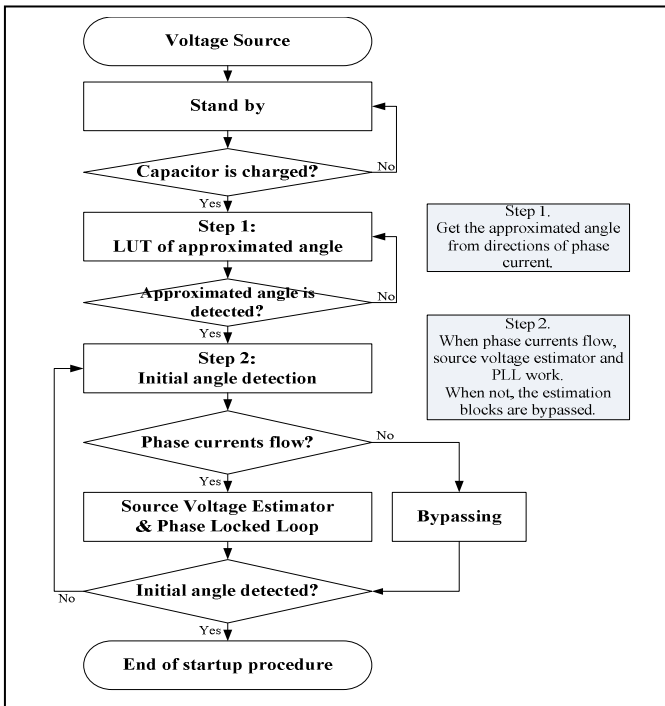 Voltage Source
Stand by
Capacitor is charged?
No
Yes
Step 1:
LUT of approximated angle
Step 1.
Get the approximated angle
from directions of phase
current.
Approximated angle is
detected?
No
Yes
Step 2:
Initial angle detection
Step 2.
When phase currents flow,
source voltage estimator and
PLL work.
When not, the estimation
blocks are bypassed.
Phase currents flow?
No
Yes
Source Voltage Estimator
& Phase Locked Loop
Bypassing
Initial angle detected?
No
Yes
End of startup procedure